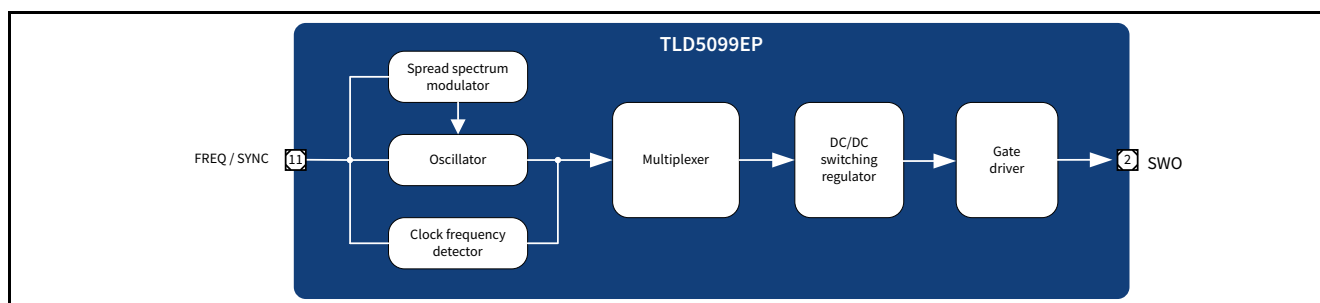 TLD5099EP
Spread spectrum
modulator
FREQ / SYNC
11
Oscillator
Multiplexer
DC/DC
switching
regulator
Gate
driver
2
SWO
Clock frequency
detector